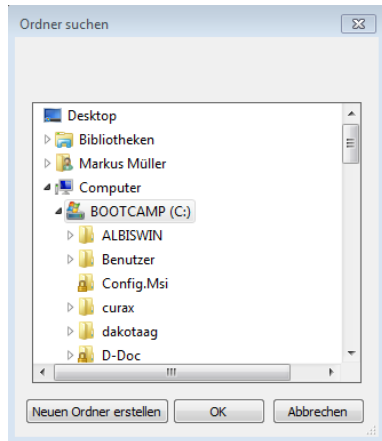 Ordner suchen
Desktop
Bibliotheken
Markus Müller
Computer
BOOTCAMP (C:)
ALBISWIN
Benutzer
Config.Msi
curax
dakotaag
D-Doc
Neuen Ordner erstellen OK Abbrechen